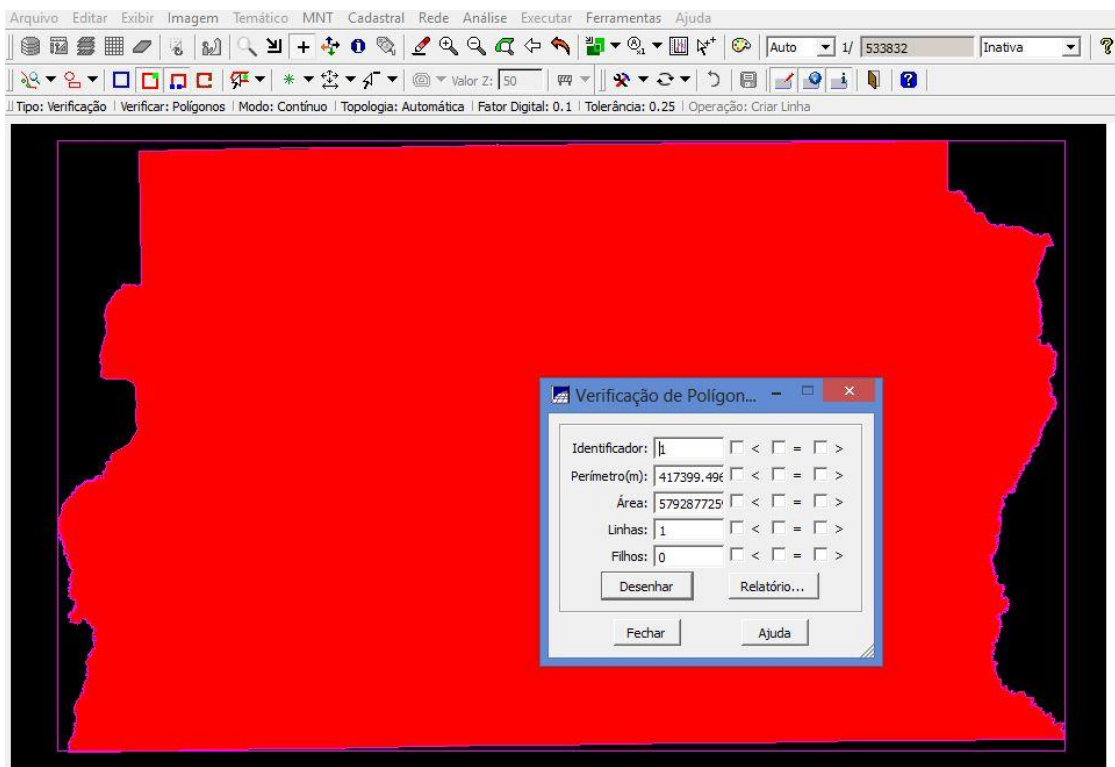 Arquivo Editar Exibir Imagem Temático MNT Cadastral Rede Análise Executar Ferramentas Ajuda
Auto 1/ 533832 Inativa
Valor Z: 50
Tipo: Verificação | Verificar: Polígonos | Modo: Contínuo | Topologia: Automática | Fator Digital: 0.1 | Tolerância: 0.25 | Operação: Criar Linha
Verificação de Polígon...
Identificador: 1 < = >
Perímetro(m): 417399.496 < = >
Área: 5792877259 < = >
Linhas: 1 < = >
Filhos: 0 < = >
Desenhar Relatório...
Fechar Ajuda